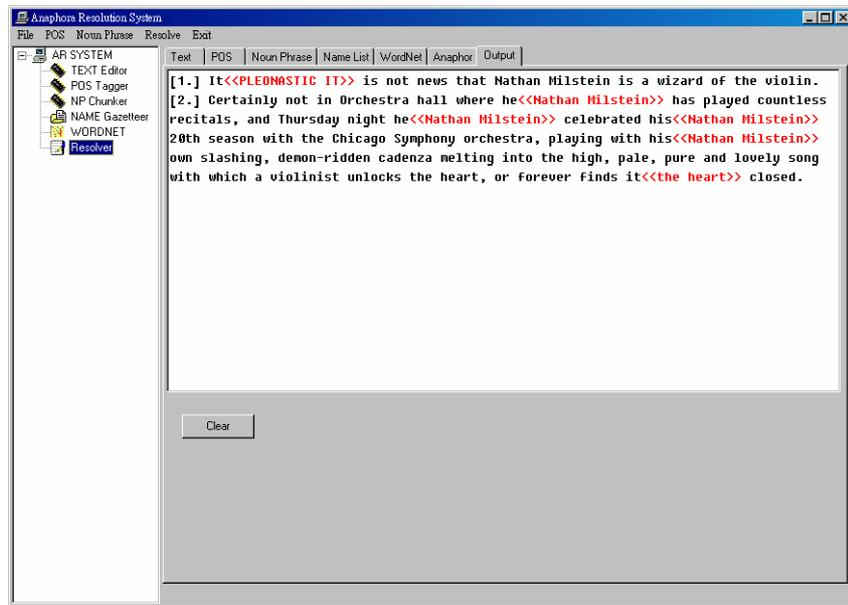 Anaphora Resolution System
File POS Noun Phrase Resolve Exit
AR SYSTEM
TEXT Editor
POS Tagger
NP Chunker
NAME Gazetteer
WORDNET
Resolver
Text POS Noun Phrase Name List WordNet Anaphor Output
[1.] It<<PLEONASTIC IT>> is not news that Nathan Milstein is a wizard of the violin.
[2.] Certainly not in Orchestra hall where he<<Nathan Milstein>> has played countless
recitals, and Thursday night he<<Nathan Milstein>> celebrated his<<Nathan Milstein>>
20th season with the Chicago Symphony orchestra, playing with his<<Nathan Milstein>>
own slashing, demon-ridden cadenza melting into the high, pale, pure and lovely song
with which a violinist unlocks the heart, or forever finds it<<the heart>> closed.
Clear